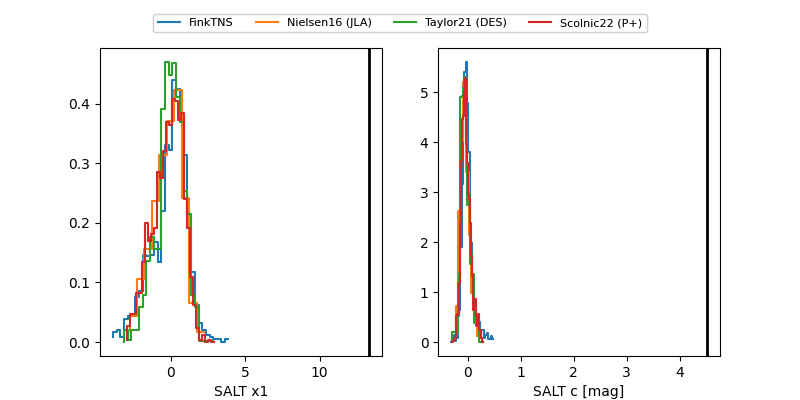 FinkTNS Nielsen16 (JLA) Taylor21 (DES) Scolnic22 (P+)
0.4
0.3
0.2
0.1
0.0
0 5 10
SALT x1
5
4
3
2
1
0
0 1 2 3 4
SALT c [mag]